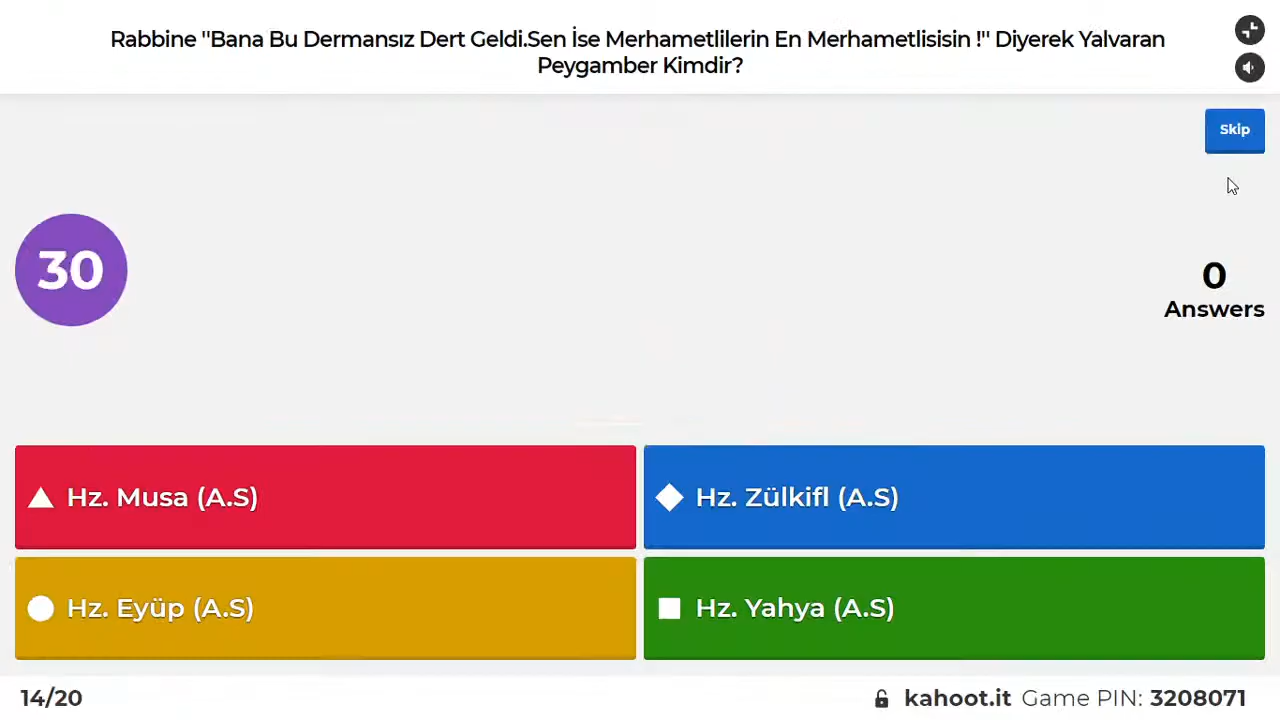 Rabbine "Bana Bu Dermansız Dert Geldi.Sen İse Merhametlilerin En Merhametlisisin !" Diyerek Yalvaran
Peygamber Kimdir?
Skip
30
0
Answers
Hz. Musa (A.S)
Hz. Zülkifl (A.S)
Hz. Eyüp (A.S)
Hz. Yahya (A.S)
14/20
kahoot.it Game PIN: 3208071